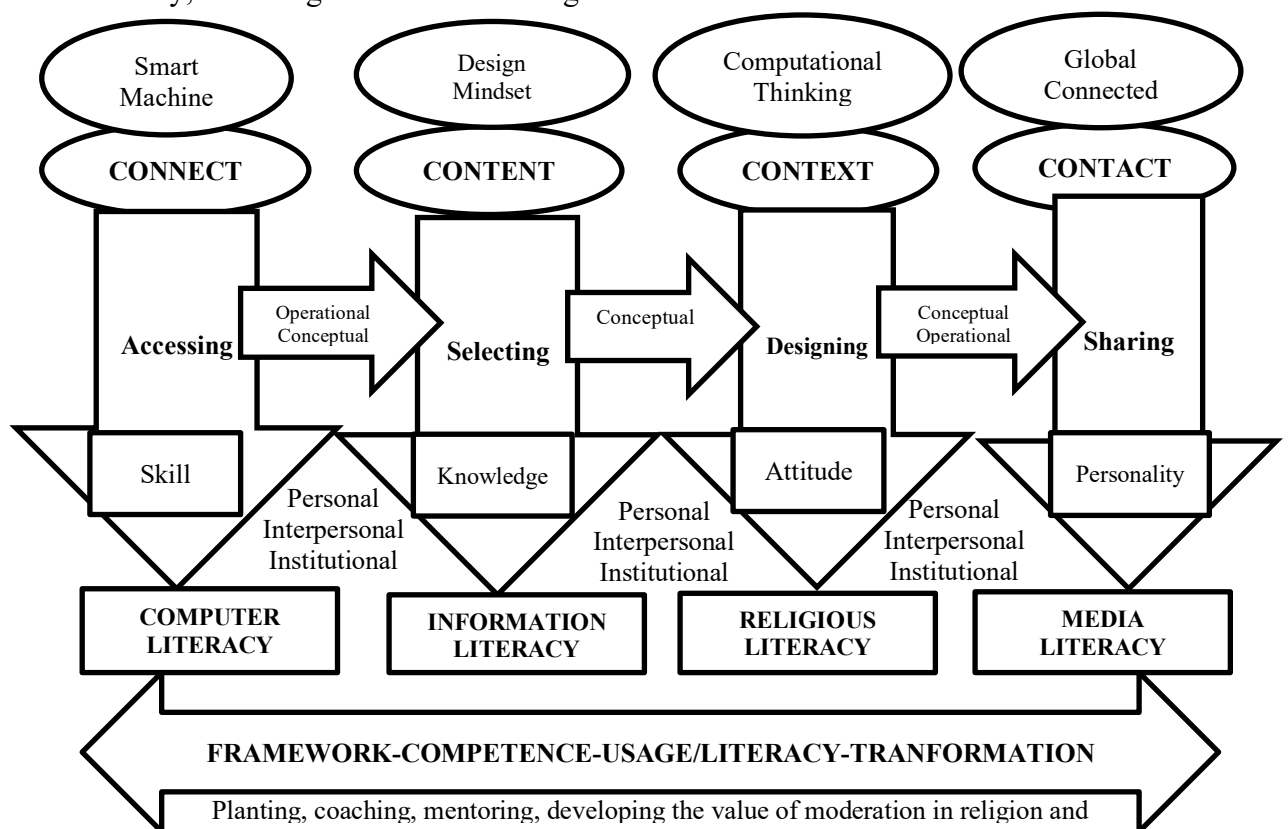 Smart
Machine
Design
Mindset
Computational
Thinking
Global
Connected
CONNECT
CONTENT
CONTEXT
CONTACT
Operational
Conceptual
Conceptual
Conceptual
Operational
Accessing
Selecting
Designing
Sharing
Skill
Knowledge
Attitude
Personality
Personal
Interpersonal
Institutional
Personal
Interpersonal
Institutional
Personal
Interpersonal
Institutional
COMPUTER
LITERACY
INFORMATION
LITERACY
RELIGIOUS
LITERACY
MEDIA
LITERACY
FRAMEWORK-COMPETENCE-USAGE/LITERACY-TRANFORMATION
Planting, coaching, mentoring, developing the value of moderation in religion and